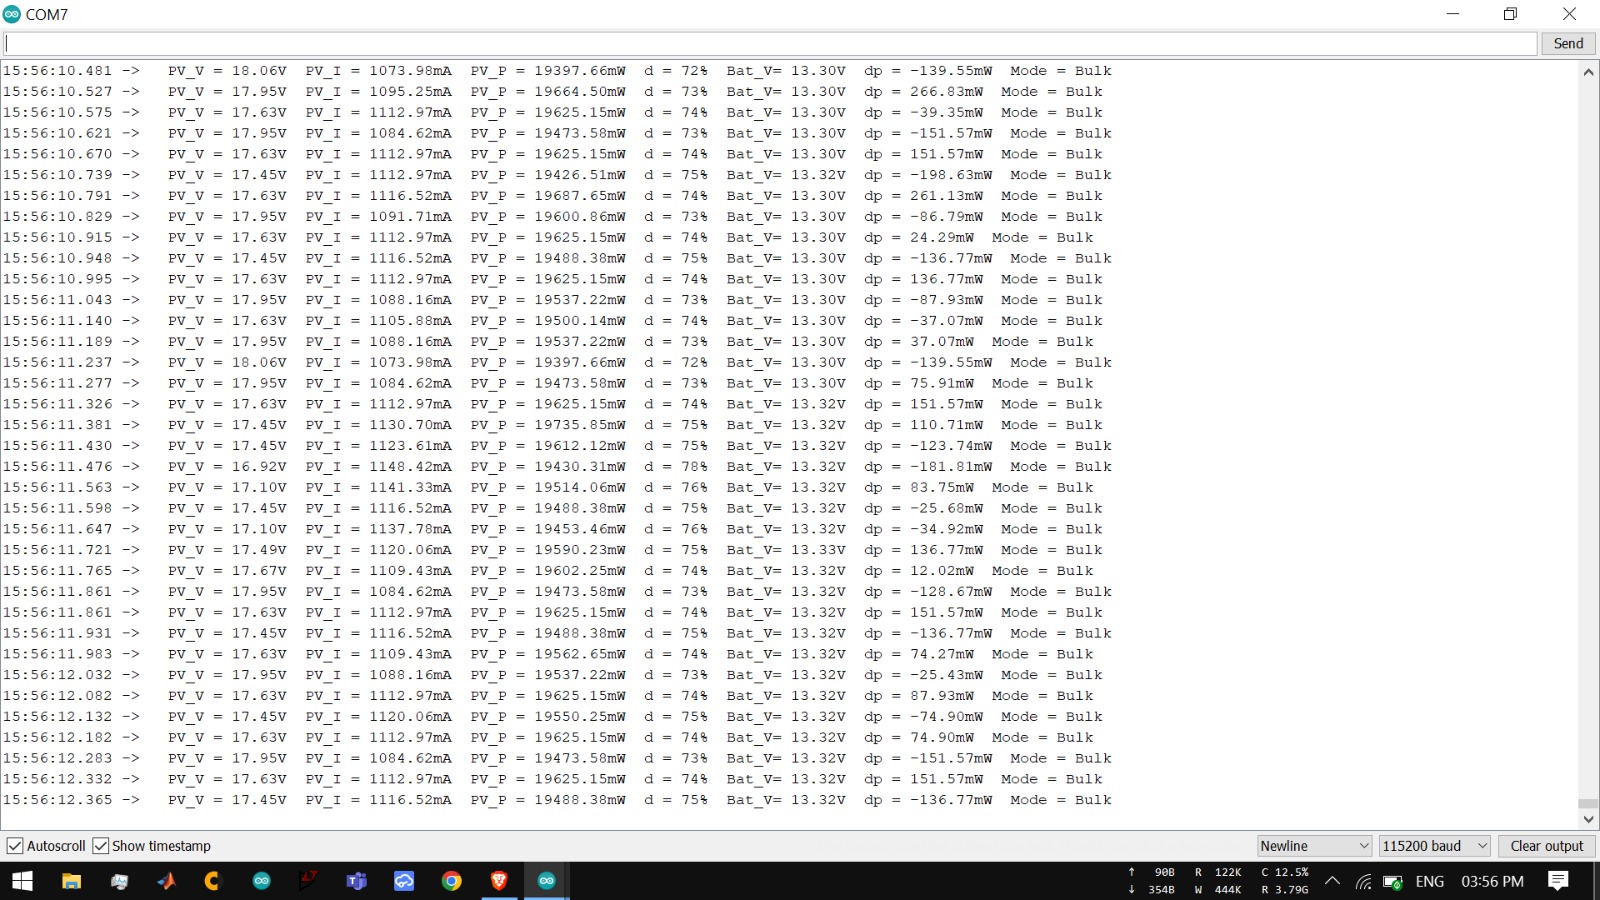 COM7
Send
15:56:10.481 ->   PV_V = 18.06V  PV_I = 1073.98mA  PV_P = 19397.66mW  d = 72%  Bat_V= 13.30V  dp = -139.55mW  Mode = Bulk
15:56:10.527 ->   PV_V = 17.95V  PV_I = 1095.25mA  PV_P = 19664.50mW  d = 73%  Bat_V= 13.30V  dp = 266.83mW  Mode = Bulk
15:56:10.575 ->   PV_V = 17.63V  PV_I = 1112.97mA  PV_P = 19625.15mW  d = 74%  Bat_V= 13.30V  dp = -39.35mW  Mode = Bulk
15:56:10.621 ->   PV_V = 17.95V  PV_I = 1084.62mA  PV_P = 19473.58mW  d = 73%  Bat_V= 13.30V  dp = -151.57mW  Mode = Bulk
15:56:10.670 ->   PV_V = 17.63V  PV_I = 1112.97mA  PV_P = 19625.15mW  d = 74%  Bat_V= 13.30V  dp = 151.57mW  Mode = Bulk
15:56:10.739 ->   PV_V = 17.45V  PV_I = 1112.97mA  PV_P = 19426.51mW  d = 75%  Bat_V= 13.32V  dp = -198.63mW  Mode = Bulk
15:56:10.791 ->   PV_V = 17.63V  PV_I = 1116.52mA  PV_P = 19687.65mW  d = 74%  Bat_V= 13.30V  dp = 261.13mW  Mode = Bulk
15:56:10.829 ->   PV_V = 17.95V  PV_I = 1091.71mA  PV_P = 19600.86mW  d = 73%  Bat_V= 13.30V  dp = -86.79mW  Mode = Bulk
15:56:10.915 ->   PV_V = 17.63V  PV_I = 1112.97mA  PV_P = 19625.15mW  d = 74%  Bat_V= 13.30V  dp = 24.29mW  Mode = Bulk
15:56:10.948 ->   PV_V = 17.45V  PV_I = 1116.52mA  PV_P = 19488.38mW  d = 75%  Bat_V= 13.30V  dp = -136.77mW  Mode = Bulk
15:56:10.995 ->   PV_V = 17.63V  PV_I = 1112.97mA  PV_P = 19625.15mW  d = 74%  Bat_V= 13.30V  dp = 136.77mW  Mode = Bulk
15:56:11.043 ->   PV_V = 17.95V  PV_I = 1088.16mA  PV_P = 19537.22mW  d = 73%  Bat_V= 13.30V  dp = -87.93mW  Mode = Bulk
15:56:11.140 ->   PV_V = 17.63V  PV_I = 1105.88mA  PV_P = 19500.14mW  d = 74%  Bat_V= 13.30V  dp = -37.07mW  Mode = Bulk
15:56:11.189 ->   PV_V = 17.95V  PV_I = 1088.16mA  PV_P = 19537.22mW  d = 73%  Bat_V= 13.30V  dp = 37.07mW  Mode = Bulk
15:56:11.237 ->   PV_V = 18.06V  PV_I = 1073.98mA  PV_P = 19397.66mW  d = 72%  Bat_V= 13.30V  dp = -139.55mW  Mode = Bulk
15:56:11.277 ->   PV_V = 17.95V  PV_I = 1084.62mA  PV_P = 19473.58mW  d = 73%  Bat_V= 13.30V  dp = 75.91mW  Mode = Bulk
15:56:11.326 ->   PV_V = 17.63V  PV_I = 1112.97mA  PV_P = 19625.15mW  d = 74%  Bat_V= 13.32V  dp = 151.57mW  Mode = Bulk
15:56:11.381 ->   PV_V = 17.45V  PV_I = 1130.70mA  PV_P = 19735.85mW  d = 75%  Bat_V= 13.32V  dp = 110.71mW  Mode = Bulk
15:56:11.430 ->   PV_V = 17.45V  PV_I = 1123.61mA  PV_P = 19612.12mW  d = 75%  Bat_V= 13.32V  dp = -123.74mW  Mode = Bulk
15:56:11.476 ->   PV_V = 16.92V  PV_I = 1148.42mA  PV_P = 19430.31mW  d = 78%  Bat_V= 13.32V  dp = -181.81mW  Mode = Bulk
15:56:11.563 ->   PV_V = 17.10V  PV_I = 1141.33mA  PV_P = 19514.06mW  d = 76%  Bat_V= 13.32V  dp = 83.75mW  Mode = Bulk
15:56:11.598 ->   PV_V = 17.45V  PV_I = 1116.52mA  PV_P = 19488.38mW  d = 75%  Bat_V= 13.32V  dp = -25.68mW  Mode = Bulk
15:56:11.647 ->   PV_V = 17.10V  PV_I = 1137.78mA  PV_P = 19453.46mW  d = 76%  Bat_V= 13.32V  dp = -34.92mW  Mode = Bulk
15:56:11.721 ->   PV_V = 17.49V  PV_I = 1120.06mA  PV_P = 19590.23mW  d = 75%  Bat_V= 13.33V  dp = 136.77mW  Mode = Bulk
15:56:11.765 ->   PV_V = 17.67V  PV_I = 1109.43mA  PV_P = 19602.25mW  d = 74%  Bat_V= 13.32V  dp = 12.02mW  Mode = Bulk
15:56:11.861 ->   PV_V = 17.95V  PV_I = 1084.62mA  PV_P = 19473.58mW  d = 73%  Bat_V= 13.32V  dp = -128.67mW  Mode = Bulk
15:56:11.861 ->   PV_V = 17.63V  PV_I = 1112.97mA  PV_P = 19625.15mW  d = 74%  Bat_V= 13.32V  dp = 151.57mW  Mode = Bulk
15:56:11.931 ->   PV_V = 17.45V  PV_I = 1116.52mA  PV_P = 19488.38mW  d = 75%  Bat_V= 13.32V  dp = -136.77mW  Mode = Bulk
15:56:11.983 ->   PV_V = 17.63V  PV_I = 1109.43mA  PV_P = 19562.65mW  d = 74%  Bat_V= 13.32V  dp = 74.27mW  Mode = Bulk
15:56:12.032 ->   PV_V = 17.95V  PV_I = 1088.16mA  PV_P = 19537.22mW  d = 73%  Bat_V= 13.32V  dp = -25.43mW  Mode = Bulk
15:56:12.082 ->   PV_V = 17.63V  PV_I = 1112.97mA  PV_P = 19625.15mW  d = 74%  Bat_V= 13.32V  dp = 87.93mW  Mode = Bulk
15:56:12.132 ->   PV_V = 17.45V  PV_I = 1120.06mA  PV_P = 19550.25mW  d = 75%  Bat_V= 13.32V  dp = -74.90mW  Mode = Bulk
15:56:12.182 ->   PV_V = 17.63V  PV_I = 1112.97mA  PV_P = 19625.15mW  d = 74%  Bat_V= 13.32V  dp = 74.90mW  Mode = Bulk
15:56:12.283 ->   PV_V = 17.95V  PV_I = 1084.62mA  PV_P = 19473.58mW  d = 73%  Bat_V= 13.32V  dp = -151.57mW  Mode = Bulk
15:56:12.332 ->   PV_V = 17.63V  PV_I = 1112.97mA  PV_P = 19625.15mW  d = 74%  Bat_V= 13.32V  dp = 151.57mW  Mode = Bulk
15:56:12.365 ->   PV_V = 17.45V  PV_I = 1116.52mA  PV_P = 19488.38mW  d = 75%  Bat_V= 13.32V  dp = -136.77mW  Mode = Bulk
Autoscroll Show timestamp Newline 115200 baud Clear output
↑ 90B R 122K C 12.5%
↓ 354B W 444K R 3.79G
ENG 03:56 PM